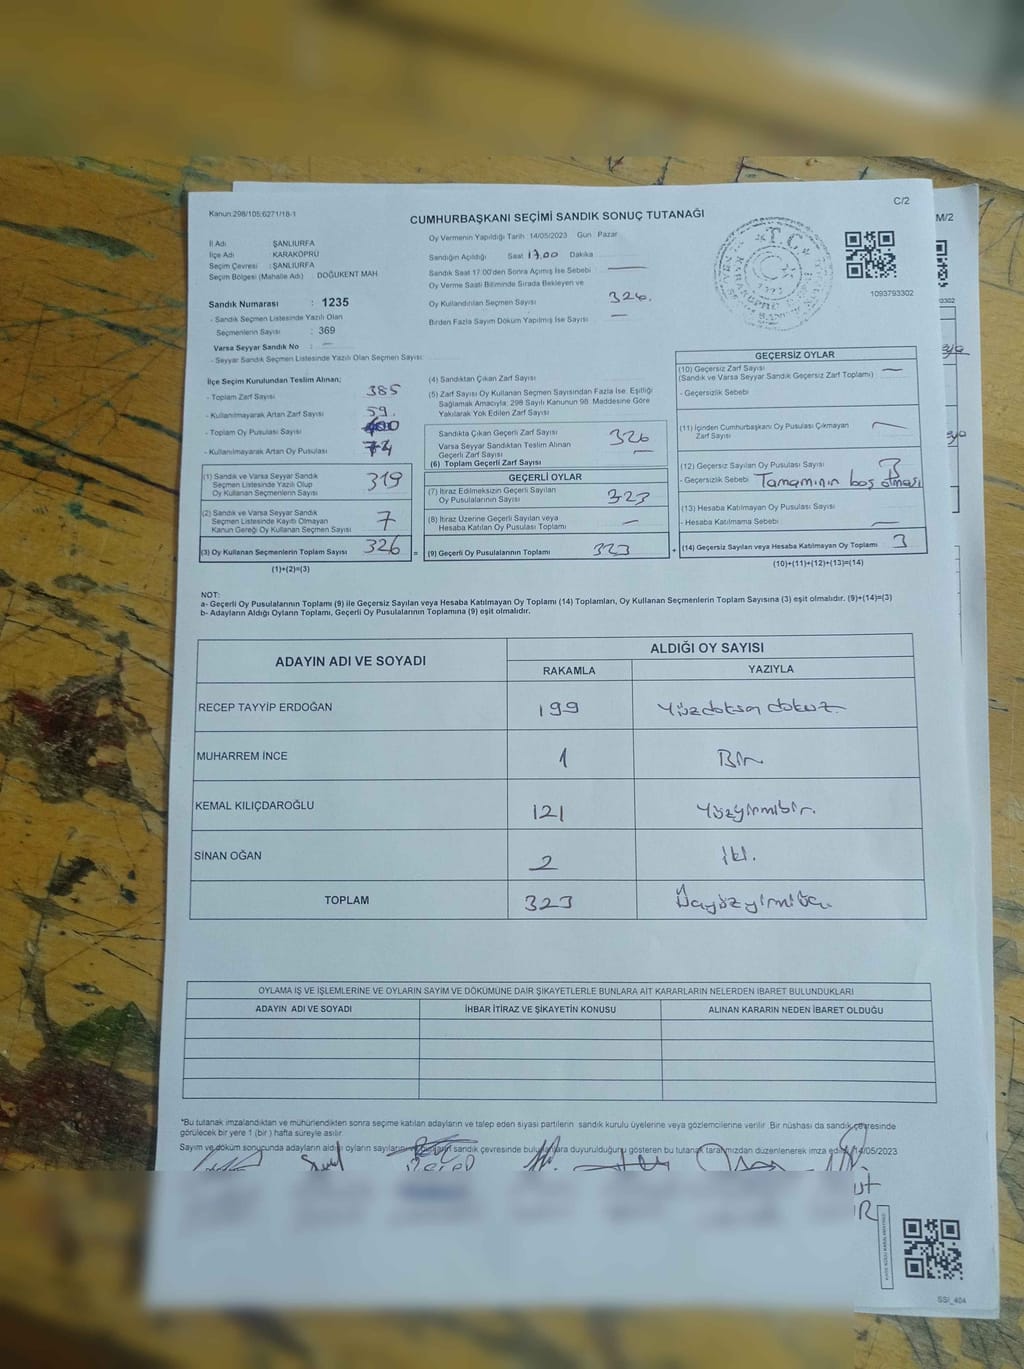 Kanun:298/105;6271/18-1
C/2
M/2
CUMHURBAŞKANI SEÇİMİ SANDIK SONUÇ TUTANAĞI
İl Adı : ŞANLIURFA
İlçe Adı : KARAKÖPRÜ
Seçim Çevresi : ŞANLIURFA
Seçim Bölgesi (Mahalle Adı) : DOĞUKENT MAH
Sandık Numarası : 1235
- Sandık Seçmen Listesinde Yazılı Olan
Seçmenlerin Sayısı : 369
Varsa Seyyar Sandık No : —
- Seyyar Sandık Seçmen Listesinde Yazılı Olan Seçmen Sayısı
Oy Vermenin Yapıldığı Tarih :14/05/2023 Gün : Pazar
Sandığın Açıldığı Saat 17.00 Dakika
Sandık Saat 17.00'den Sonra Açılmış İse Sebebi —
Oy Verme Saati Bitiminde Sırada Bekleyen ve
Oy Kullandırılan Seçmen Sayısı 326.
Birden Fazla Sayım Döküm Yapılmış İse Sayısı —
T.C.
1093793302
İlçe Seçim Kurulundan Teslim Alınan;
- Toplam Zarf Sayısı 385
- Kullanılmayarak Artan Zarf Sayısı 59.
- Toplam Oy Pusulası Sayısı 400
- Kullanılmayarak Artan Oy Pusulası 74
(1) Sandık ve Varsa Seyyar Sandık
Seçmen Listesinde Yazılı Olup
Oy Kullanan Seçmenlerin Sayısı 319
(2) Sandık ve Varsa Seyyar Sandık
Seçmen Listesinde Kayıtlı Olmayan
Kanun Gereği Oy Kullanan Seçmen Sayısı 7
(3) Oy Kullanan Seçmenlerin Toplam Sayısı 326 =
(1)+(2)=(3)
(4) Sandıktan Çıkan Zarf Sayısı
(5) Zarf Sayısı Oy Kullanan Seçmen Sayısından Fazla İse, Eşitliği
Sağlamak Amacıyla; 298 Sayılı Kanunun 98. Maddesine Göre
Yakılarak Yok Edilen Zarf Sayısı
Sandıkta Çıkan Geçerli Zarf Sayısı 326
Varsa Seyyar Sandıktan Teslim Alınan
Geçerli Zarf Sayısı —
(6) Toplam Geçerli Zarf Sayısı
GEÇERLİ OYLAR
(7) İtiraz Edilmeksizin Geçerli Sayılan
Oy Pusulalarının Sayısı 323
(8) İtiraz Üzerine Geçerli Sayılan veya
Hesaba Katılan Oy Pusulası Toplamı —
(9) Geçerli Oy Pusulalarının Toplamı 323 +
GEÇERSİZ OYLAR
(10) Geçersiz Zarf Sayısı —
(Sandık ve Varsa Seyyar Sandık Geçersiz Zarf Toplamı)
- Geçersizlik Sebebi
(11) İçinden Cumhurbaşkanı Oy Pusulası Çıkmayan
Zarf Sayısı —
(12) Geçersiz Sayılan Oy Pusulası Sayısı 3
- Geçersizlik Sebebi Tamamının boş olması
(13) Hesaba Katılmayan Oy Pusulası Sayısı
- Hesaba Katılmama Sebebi —
(14) Geçersiz Sayılan veya Hesaba Katılmayan Oy Toplamı 3
(10)+(11)+(12)+(13)=(14)
NOT:
a- Geçerli Oy Pusulalarının Toplamı (9) ile Geçersiz Sayılan veya Hesaba Katılmayan Oy Toplamı (14) Toplamları, Oy Kullanan Seçmenlerin Toplam Sayısına (3) eşit olmalıdır. (9)+(14)=(3)
b- Adayların Aldığı Oyların Toplamı, Geçerli Oy Pusulalarının Toplamına (9) eşit olmalıdır.
ADAYIN ADI VE SOYADI ALDIĞI OY SAYISI
RAKAMLA YAZIYLA
RECEP TAYYİP ERDOĞAN 199 Yüzdoksan dokuz
MUHARREM İNCE 1 Bir
KEMAL KILIÇDAROĞLU 121 Yüzyirmibir.
SİNAN OĞAN 2 İki.
TOPLAM 323 Üçyüzyirmiüç
OYLAMA İŞ VE İŞLEMLERİNE VE OYLARIN SAYIM VE DÖKÜMÜNE DAİR ŞİKAYETLERLE BUNLARA AİT KARARLARIN NELERDEN İBARET BULUNDUKLARI
ADAYIN ADI VE SOYADI İHBAR İTİRAZ VE ŞİKAYETİN KONUSU ALINAN KARARIN NEDEN İBARET OLDUĞU
*Bu tutanak imzalandıktan ve mühürlendikten sonra seçime katılan adayların ve talep eden siyasi partilerin sandık kurulu üyelerine veya gözlemcilerine verilir. Bir nüshası da sandık çevresinde
görülecek bir yere 1 (bir ) hafta süreyle asılır.
Sayım ve döküm sonucunda adayların aldığı oyların sayılarını sandık çevresinde bulunanlara duyurulduğunu gösteren bu tutanak tarafımızdan düzenlenerek imza edildi. 14/05/2023
SSİ_404